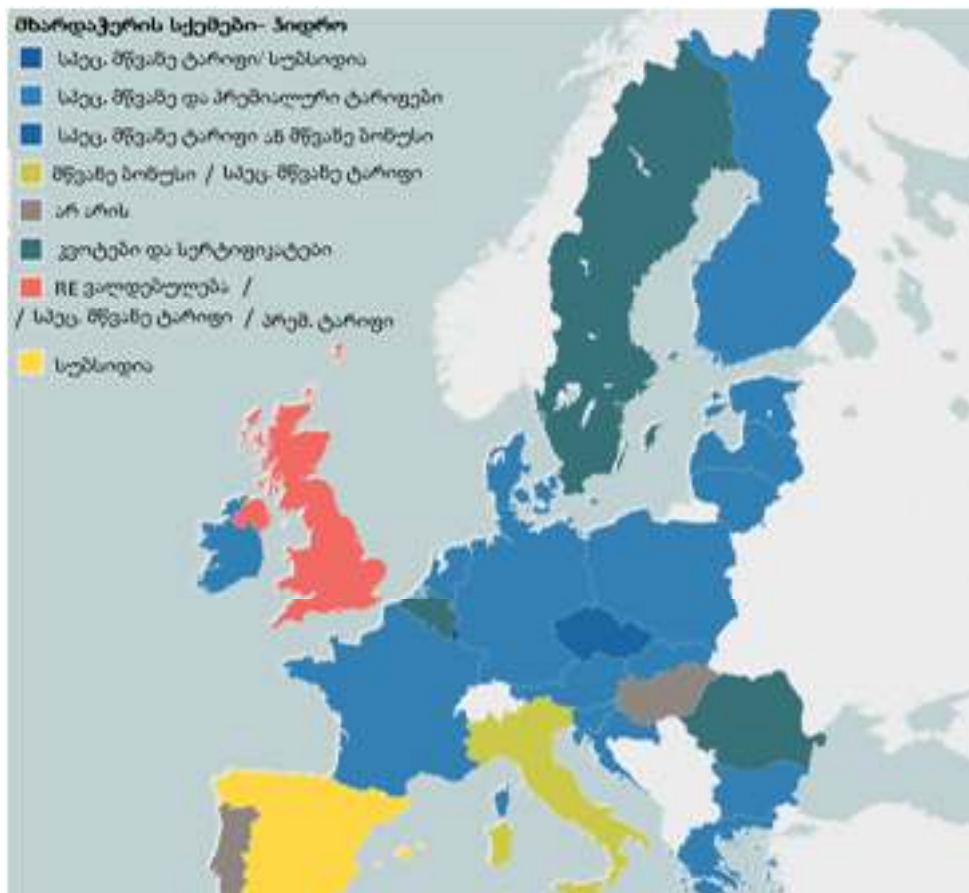 მხარდაჭერის სქემები- ჰიდრო
სპეც. მწვანე ტარიფი/ სუბსიდია
სპეც. მწვანე და პრემიალური ტარიფები
სპეც. მწვანე ტარიფი ან მწვანე ბონუსი
მწვანე ბონუსი / სპეც. მწვანე ტარიფი
არ არის
კვოტები და სერტიფიკატები
RE ვალდებულება /
/ სპეც. მწვანე ტარიფი / პრემ. ტარიფი
სუბსიდია